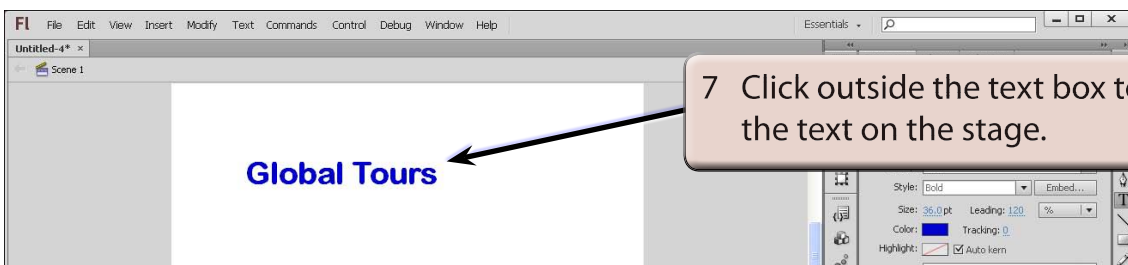 Fl File Edit View Insert Modify Text Commands Control Debug Window Help Essentials
Untitled-4* ×
Scene 1
7 Click outside the text box
the text on the stage.
Global Tours
Style: Bold Embed...
Size: 36.0 pt Leading: 120 %
Color: Tracking: 0
Highlight: Auto kern